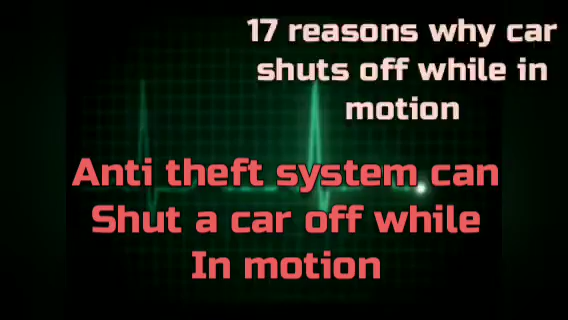 17 reasons why car
shuts off while in
motion
Anti theft system can
Shut a car off while
In motion